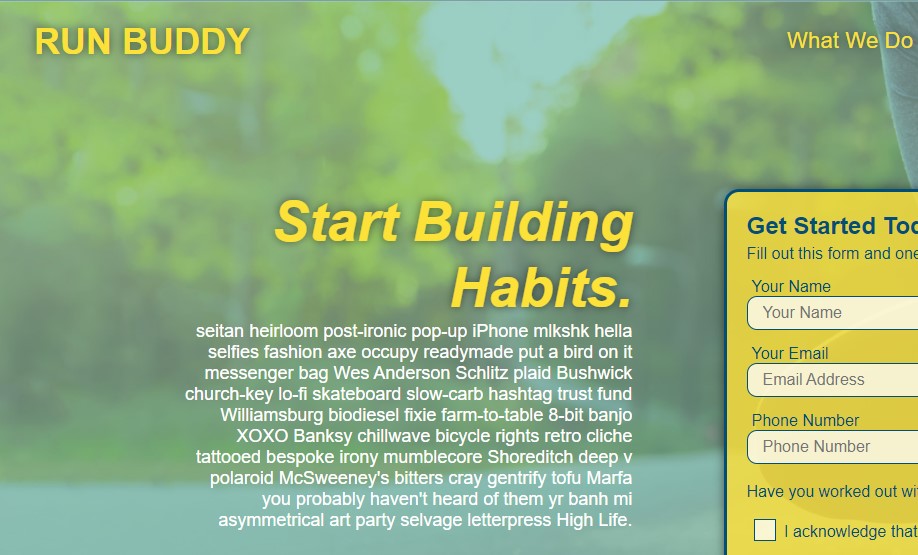 RUN BUDDY
What We Do
Start Building
Habits.
seitan heirloom post-ironic pop-up iPhone mlkshk hella
selfies fashion axe occupy readymade put a bird on it
messenger bag Wes Anderson Schlitz plaid Bushwick
church-key lo-fi skateboard slow-carb hashtag trust fund
Williamsburg biodiesel fixie farm-to-table 8-bit banjo
XOXO Banksy chillwave bicycle rights retro cliche
tattooed bespoke irony mumblecore Shoreditch deep v
polaroid McSweeney's bitters cray gentrify tofu Marfa
you probably haven't heard of them yr banh mi
asymmetrical art party selvage letterpress High Life.
Get Started
Fill out this form and one
Your Name
Your Name
Your Email
Email Address
Phone Number
Phone Number
Have you worked out
I acknowledge that